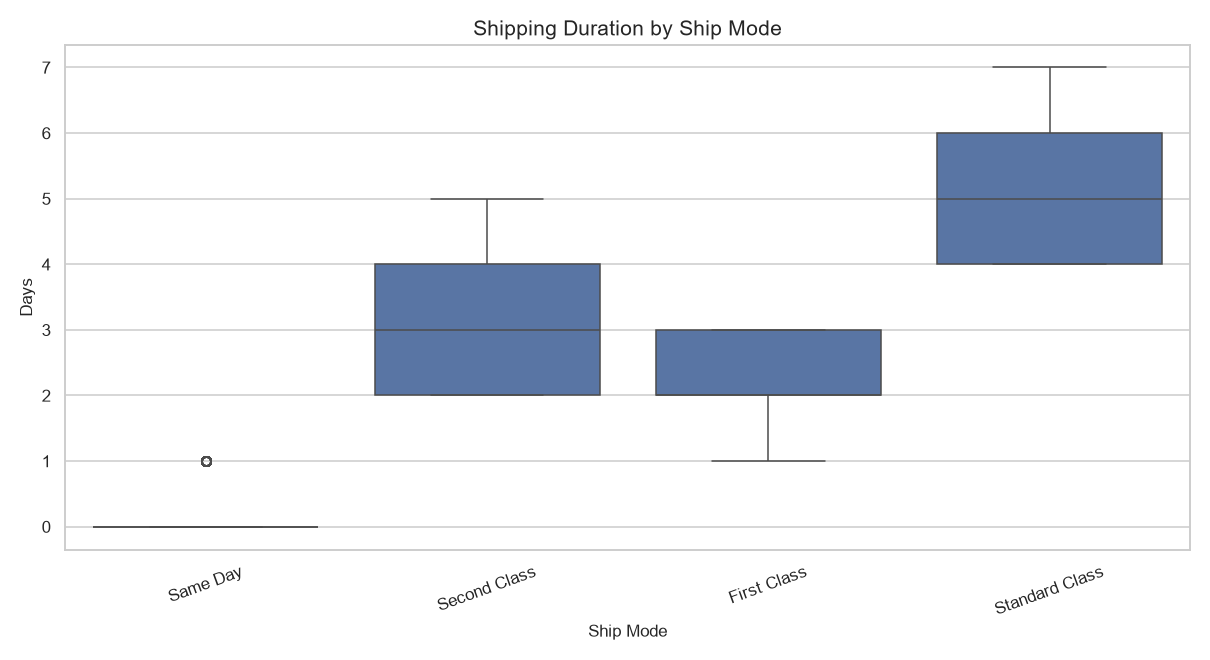 Shipping Duration by Ship Mode
7
6
5
4
3
2
1
0
Days
Same Day
Second Class
First Class
Standard Class
Ship Mode